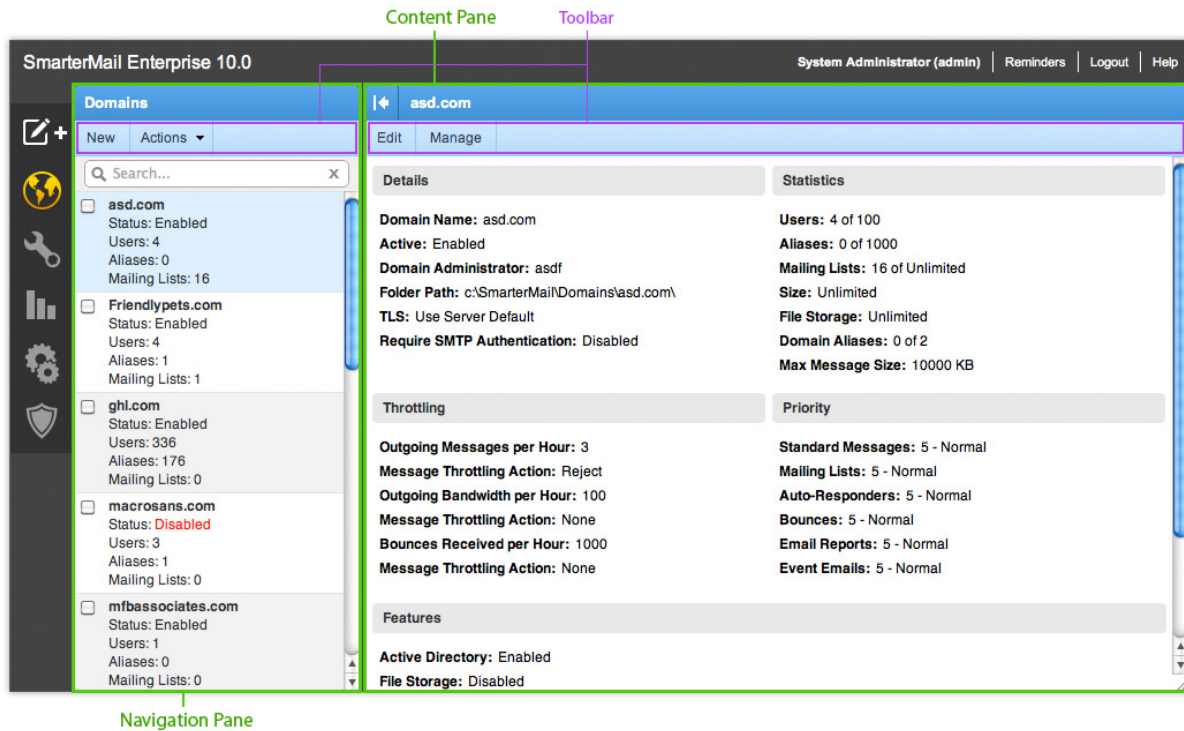 Content Pane
Toolbar
SmarterMail Enterprise 10.0
System Administrator (admin) Reminders Logout Help
Domains
New Actions
Search... X
asd.com
Status: Enabled
Users: 4
Aliases: 0
Mailing Lists: 16
Friendlypets.com
Status: Enabled
Users: 4
Aliases: 1
Mailing Lists: 1
ghl.com
Status: Enabled
Users: 336
Aliases: 176
Mailing Lists: 0
macrosans.com
Status: Disabled
Users: 3
Aliases: 1
Mailing Lists: 0
mfbassociates.com
Status: Enabled
Users: 1
Aliases: 0
Mailing Lists: 0
asd.com
Edit Manage
Details
Domain Name: asd.com
Active: Enabled
Domain Administrator: asdf
Folder Path: c:\SmarterMail\Domains\asd.com\
TLS: Use Server Default
Require SMTP Authentication: Disabled
Statistics
Users: 4 of 100
Aliases: 0 of 1000
Mailing Lists: 16 of Unlimited
Size: Unlimited
File Storage: Unlimited
Domain Aliases: 0 of 2
Max Message Size: 10000 KB
Throttling
Outgoing Messages per Hour: 3
Message Throttling Action: Reject
Outgoing Bandwidth per Hour: 100
Message Throttling Action: None
Bounces Received per Hour: 1000
Message Throttling Action: None
Priority
Standard Messages: 5 - Normal
Mailing Lists: 5 - Normal
Auto-Responders: 5 - Normal
Bounces: 5 - Normal
Email Reports: 5 - Normal
Event Emails: 5 - Normal
Features
Active Directory: Enabled
File Storage: Disabled
Navigation Pane